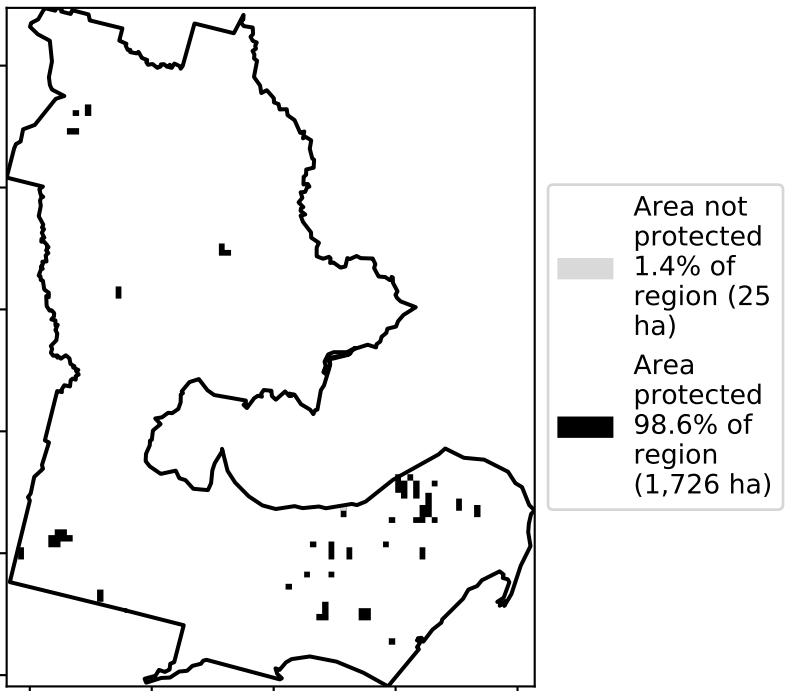 Area not
protected
1.4% of
region (25
ha)
Area
protected
98.6% of
region
(1,726 ha)